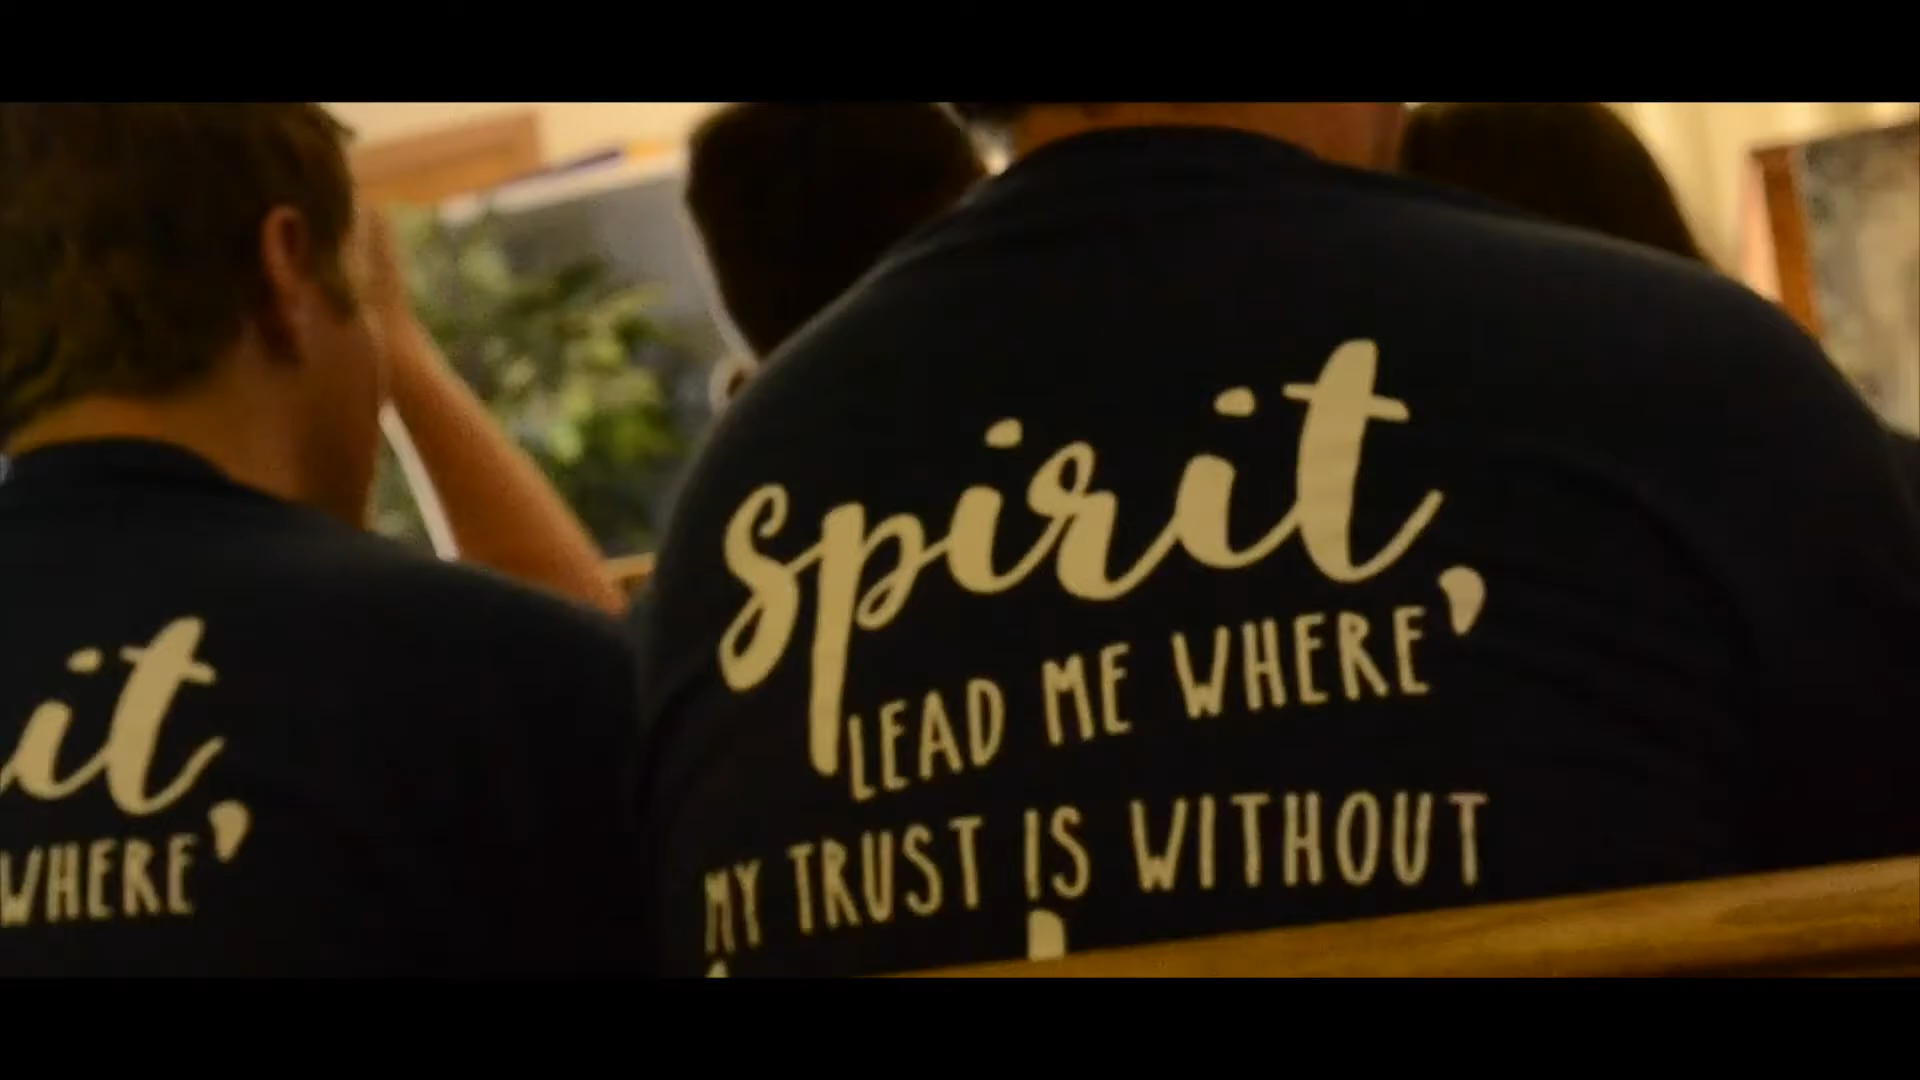 spirit,
LEAD ME WHERE
MY TRUST IS WITHOUT
it,
WHERE